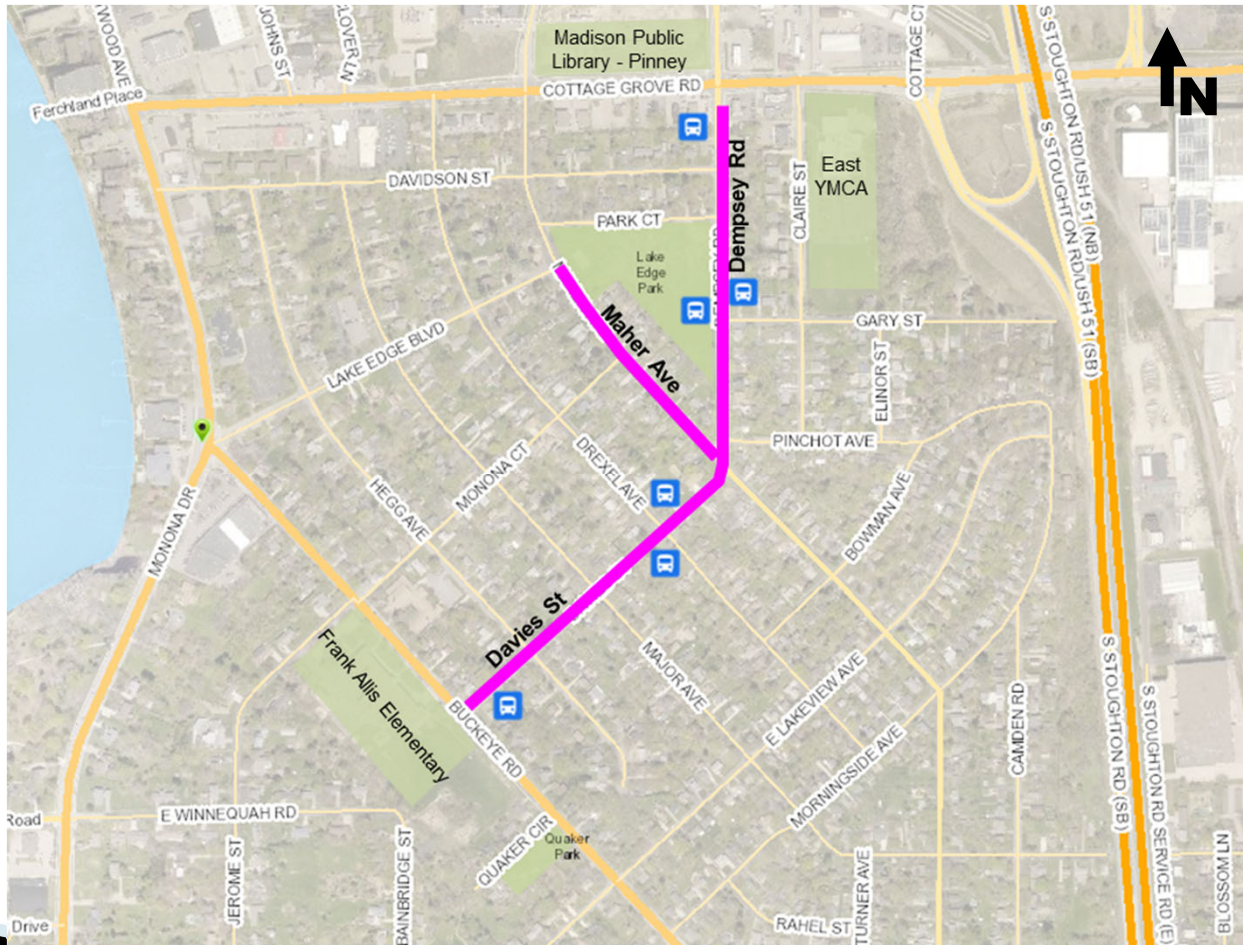 WOOD AVE
JOHNS ST
COTTAGE CT
S STOUGHTON RD/USH 51 (NB)
Madison Public
Library - Pinney
N
COTTAGE GROVE RD
Ferchland Place
S STOUGHTON RD/USH 51 (SB)
Dempsey Rd
CLAIRE ST
East
YMCA
DAVIDSON ST
PARK CT
Lake
Edge
Park
Maher Ave
GARY ST
LAKE EDGE BLVD
ELINOR ST
PINCHOT AVE
DREXEL AVE
MONONA CT
HEGG AVE
BOWMAN AVE
MONONA DR
Davies St
Frank Allis Elementary
MAJOR AVE
E LAKEVIEW AVE
S STOUGHTON RD (SB)
S STOUGHTON RD SERVICE RD (E)
BUCKEYE RD
CAMDEN RD
MORNINGSIDE AVE
Road
E WINNEQUAH RD
QUAKER CIR
Quaker
Park
JEROME ST
BAINBRIDGE ST
TURNER AVE
BLOSSOM LN
RAHEL ST
Drive